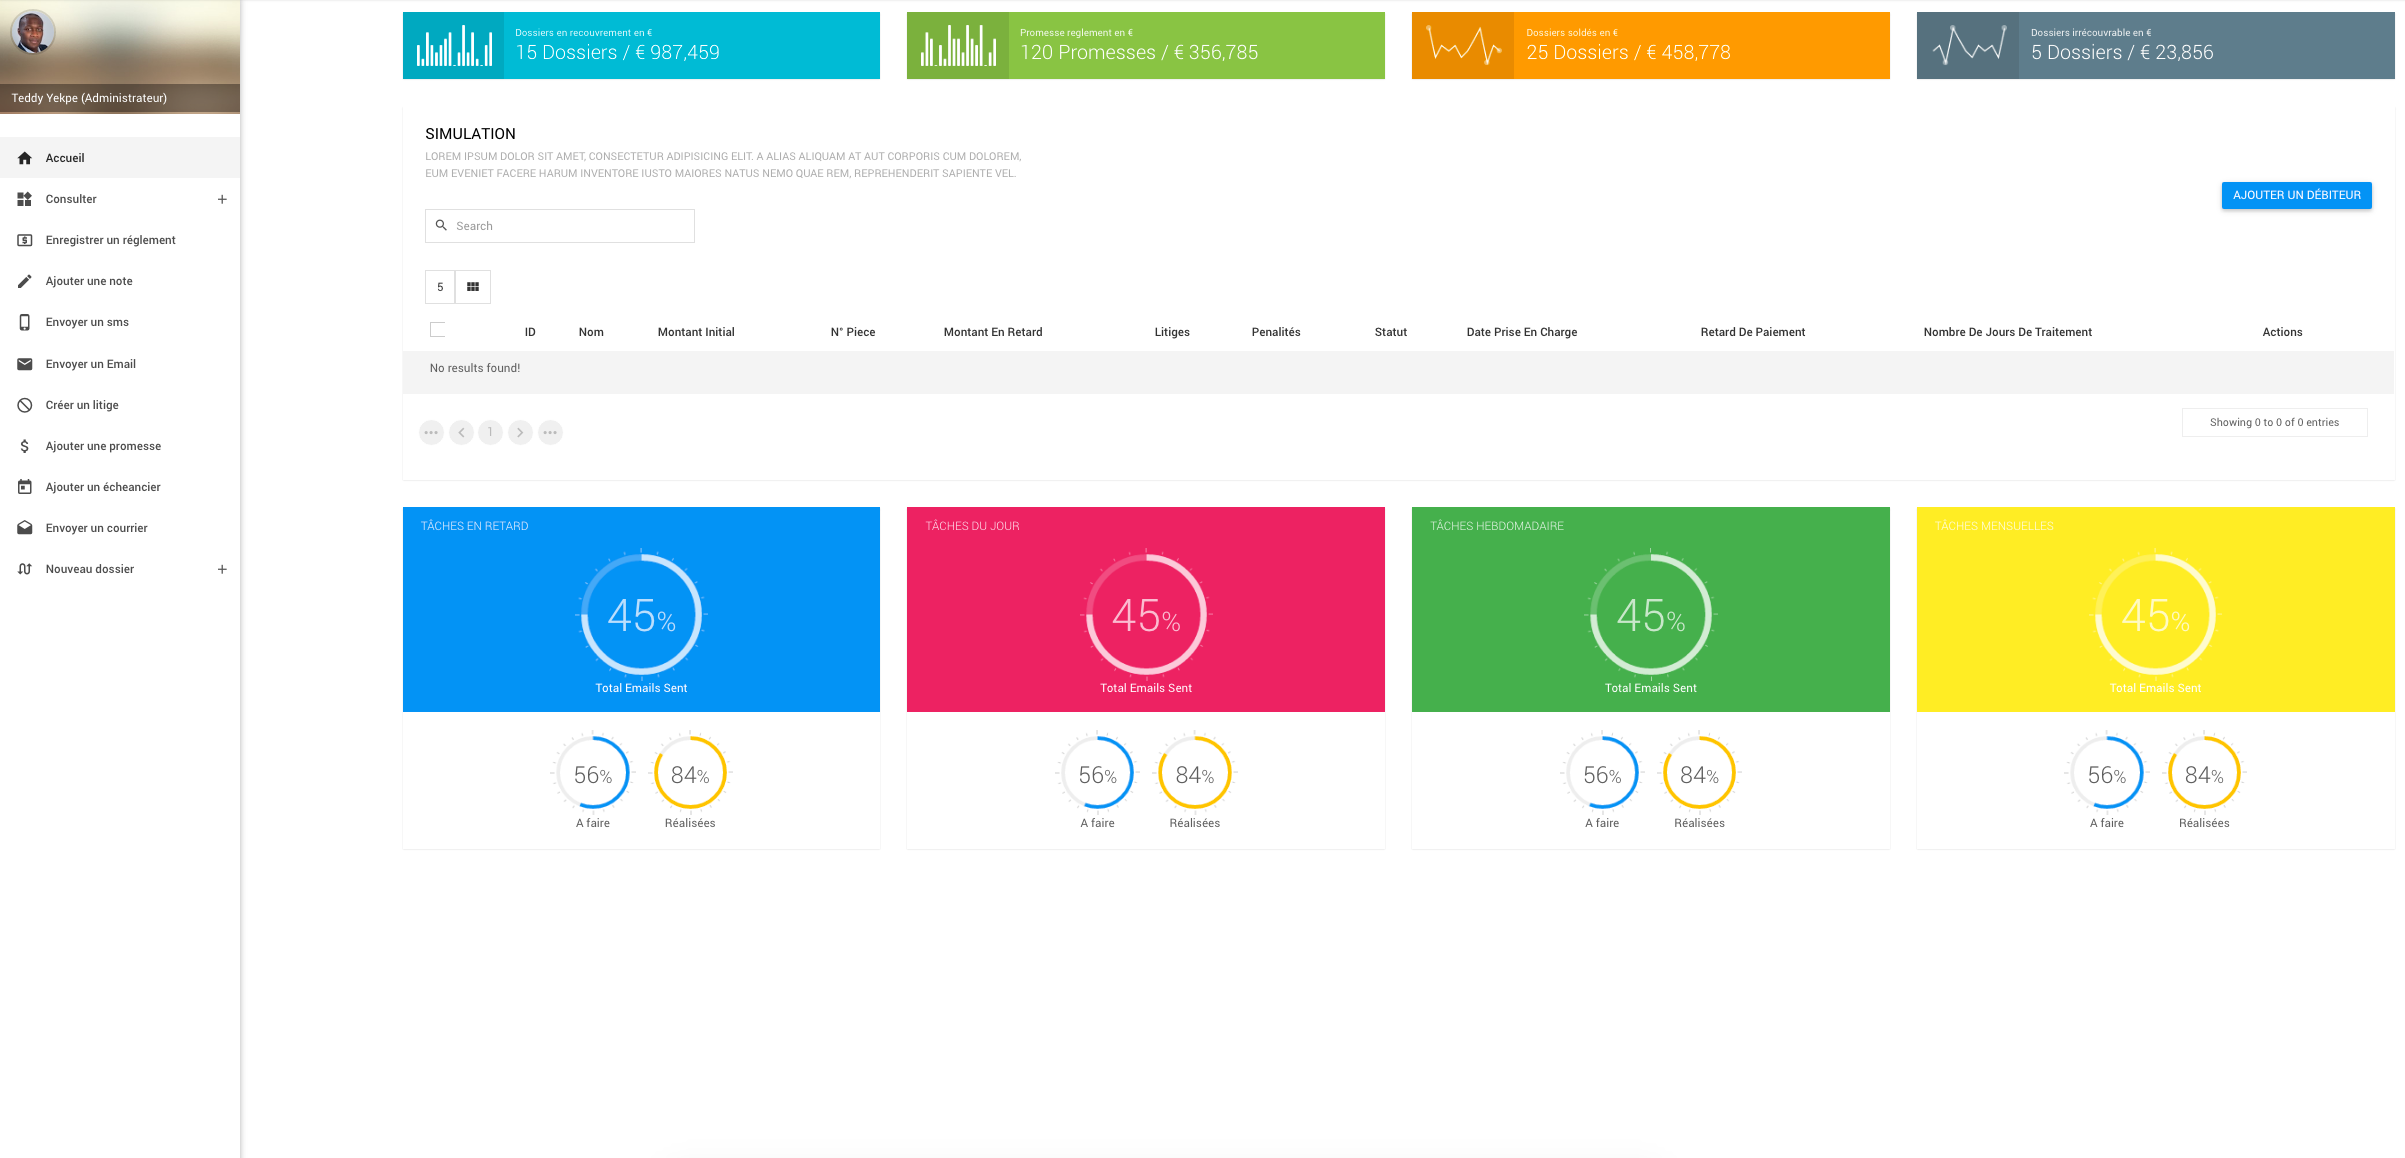 Teddy Yekpe (Administrateur)
Accueil
Consulter
Enregistrer un réglement
Ajouter une note
Envoyer un sms
Envoyer un Email
Créer un litige
Ajouter une promesse
Ajouter un écheancier
Envoyer un courrier
Nouveau dossier
Dossiers en recouvrement en €
15 Dossiers / € 987,459
Promesse reglement en €
120 Promesses / € 356,785
Dossiers soldés en €
25 Dossiers / € 458,778
Dossiers irrécouvrable en €
5 Dossiers / € 23,856
SIMULATION
LOREM IPSUM DOLOR SIT AMET, CONSECTETUR ADIPISICING ELIT. A ALIAS ALIQUAM AT AUT CORPORIS CUM DOLOREM,
EUM EVENIET FACERE HARUM INVENTORE IUSTO MAIORES NATUS NEMO QUAE REM, REPREHENDERIT SAPIENTE VEL.
AJOUTER UN DÉBITEUR
Search
5
ID Nom Montant Initial N° Piece Montant En Retard Litiges Penalités Statut Date Prise En Charge Retard De Paiement Nombre De Jours De Traitement Actions
No results found!
1
Showing 0 to 0 of 0 entries
TÂCHES EN RETARD
45%
Total Emails Sent
56% 84%
A faire Réalisées
TÂCHES DU JOUR
45%
Total Emails Sent
56% 84%
A faire Réalisées
TÂCHES HEBDOMADAIRE
45%
Total Emails Sent
56% 84%
A faire Réalisées
TÂCHES MENSUELLES
45%
Total Emails Sent
56% 84%
A faire Réalisées